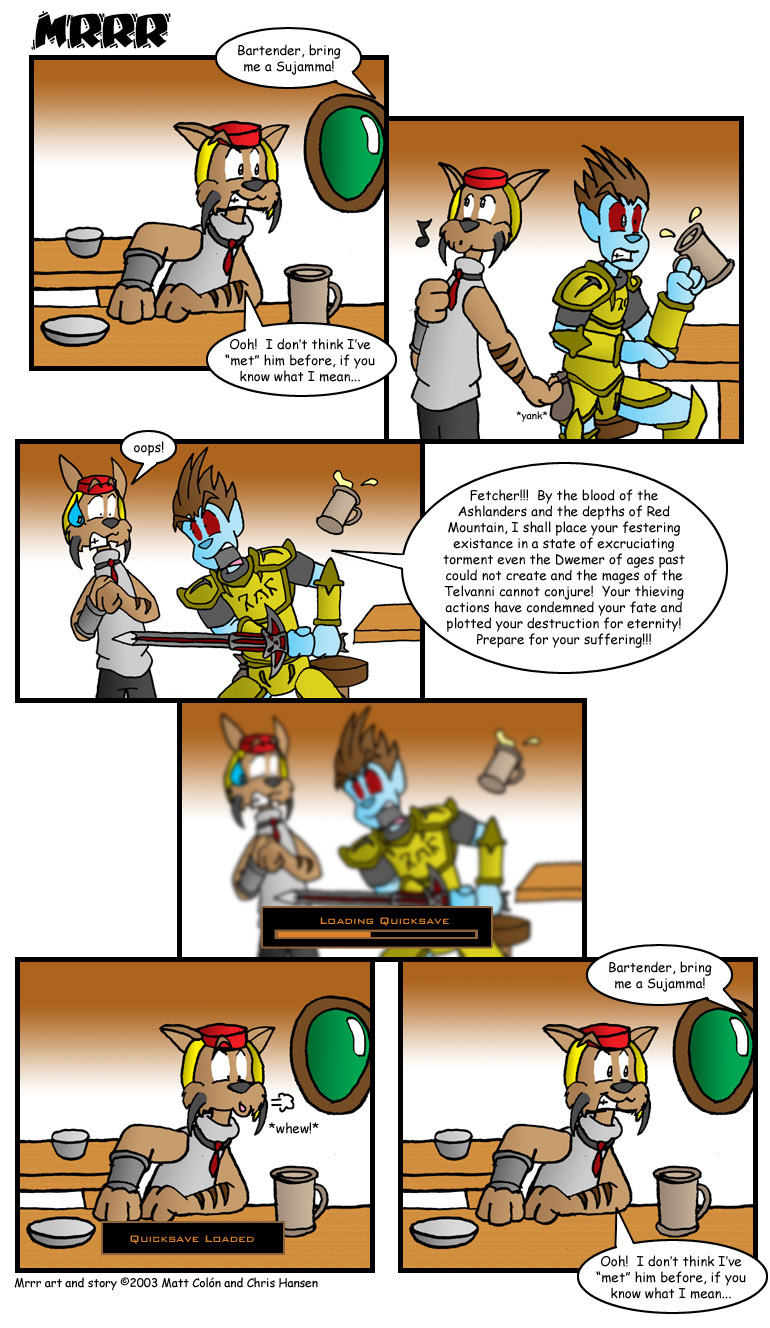 MRRR
Bartender, bring
me a Sujamma!
Ooh! I don't think I've
"met" him before, if you
know what I mean...
*yank*
oops!
Fetcher!!! By the blood of the
Ashlanders and the depths of Red
Mountain, I shall place your festering
existance in a state of excruciating
torment even the Dwemer of ages past
could not create and the mages of the
Telvanni cannot conjure! Your thieving
actions have condemned your fate and
plotted your destruction for eternity!
Prepare for your suffering!!!
Loading Quicksave
*whew!*
Quicksave Loaded
Bartender, bring
me a Sujamma!
Ooh! I don't think I've
"met" him before, if you
know what I mean...
Mrrr art and story ©2003 Matt Colón and Chris Hansen